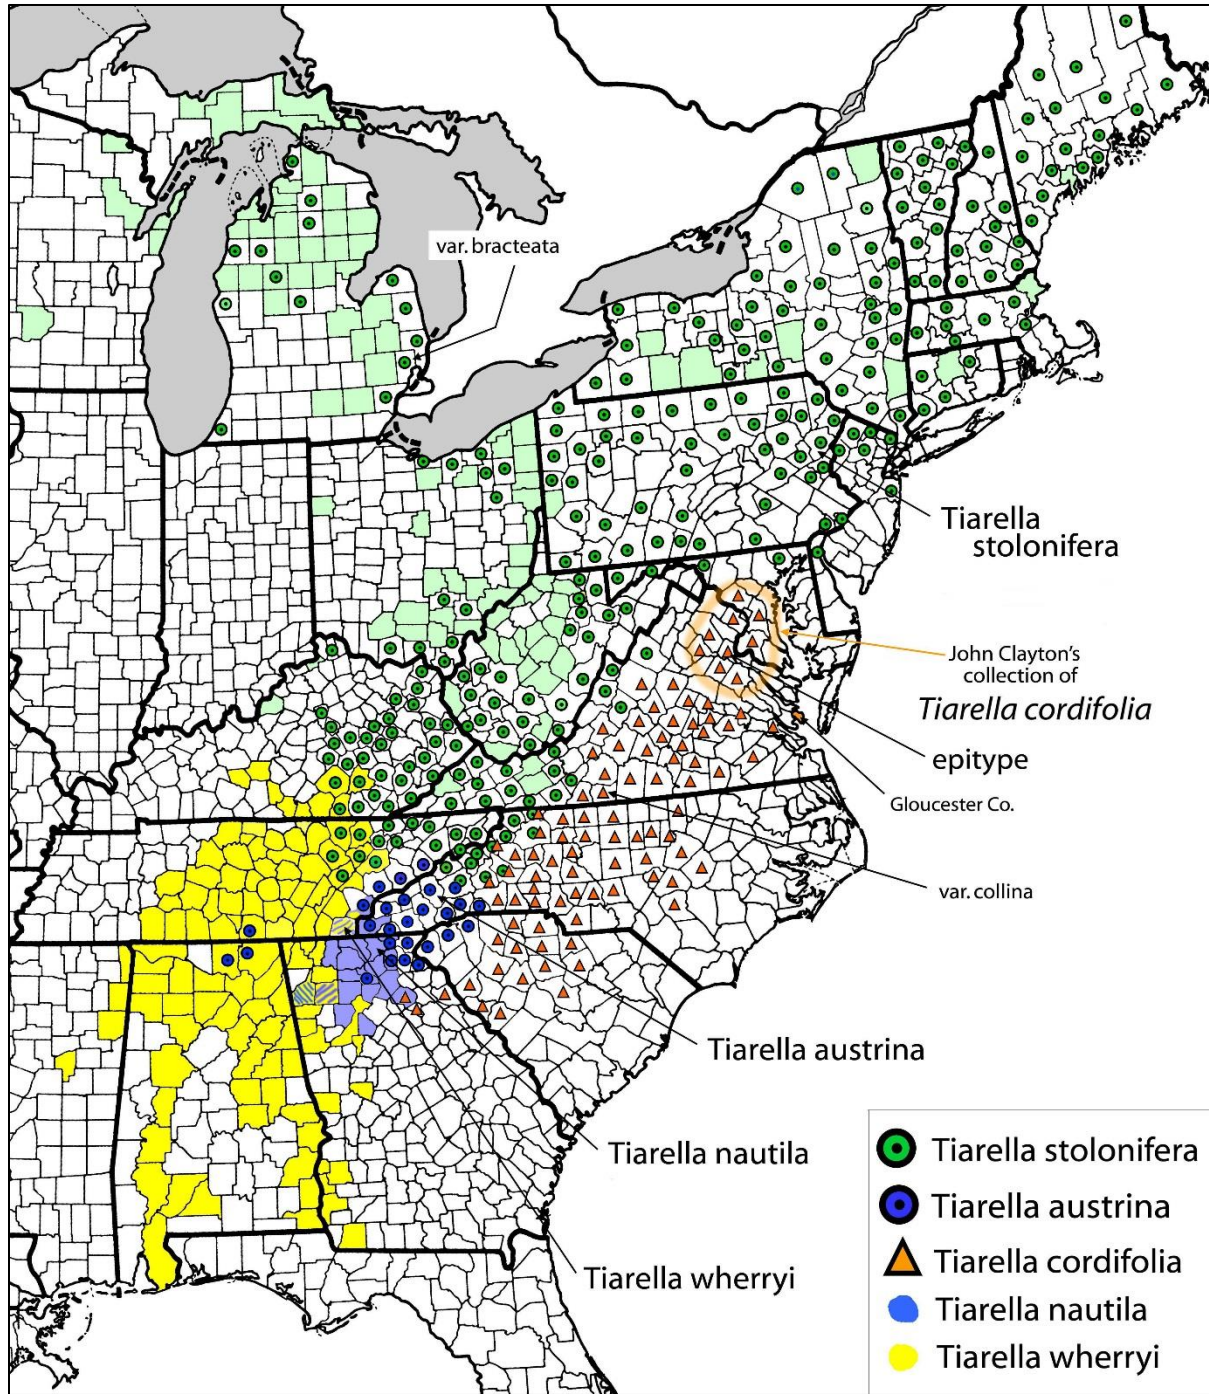 var. bracteata
Tiarella
stolonifera
John Clayton's
collection of
Tiarella cordifolia
epitype
Gloucester Co.
var. collina
Tiarella austrina
Tiarella nautila
Tiarella wherryi
Tiarella stolonifera
Tiarella austrina
Tiarella cordifolia
Tiarella nautila
Tiarella wherryi